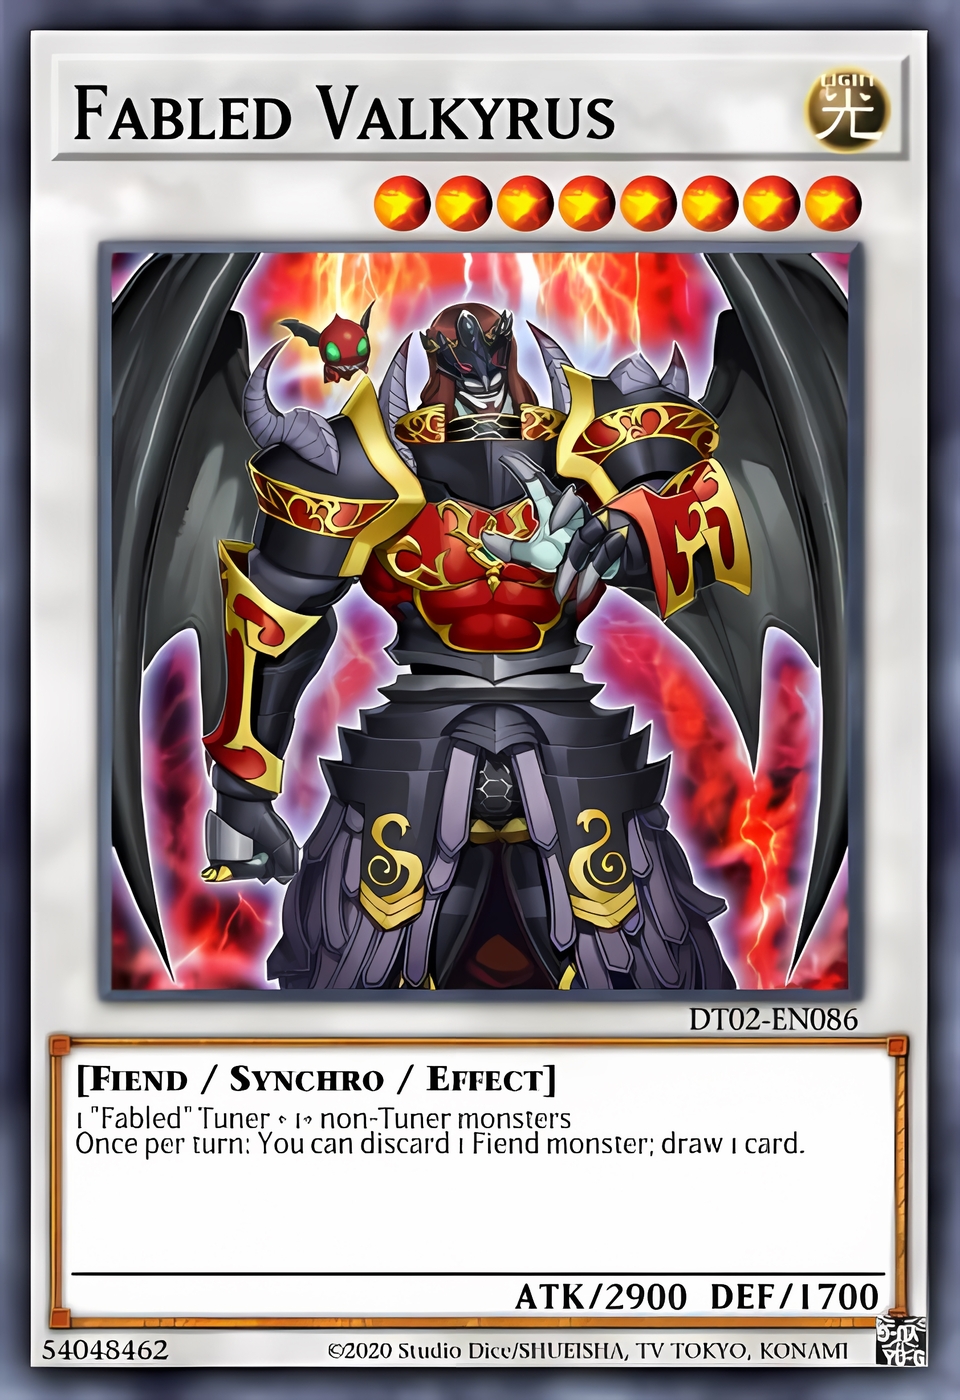 Fabled Valkyrus
光
DT02-EN086
[Fiend / Synchro / Effect]
1 "Fabled" Tuner + 1+ non-Tuner monsters
Once per turn: You can discard 1 Fiend monster; draw 1 card.
ATK/2900 DEF/1700
54048462
©2020 Studio Dice/SHUEISHA, TV TOKYO, KONAMI